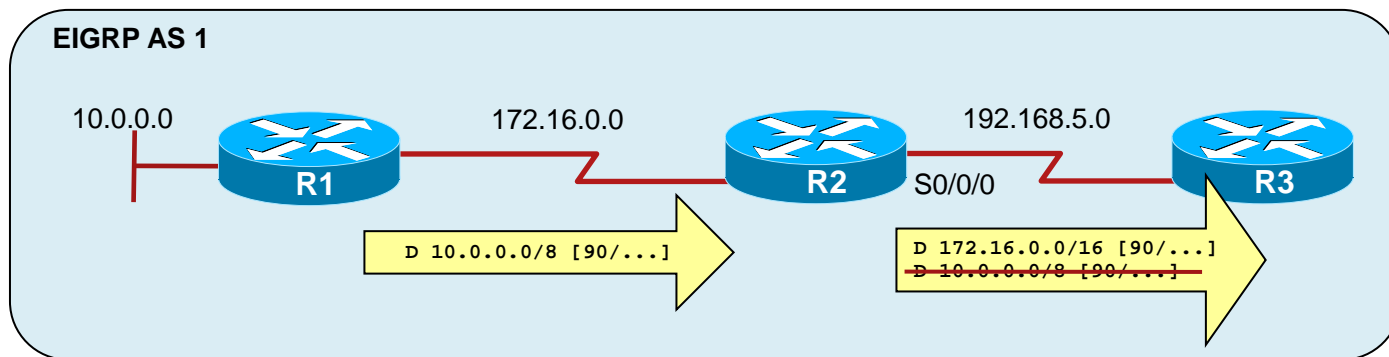 EIGRP AS 1
10.0.0.0
172.16.0.0
192.168.5.0
R1
R2
S0/0/0
R3
D 10.0.0.0/8 [90/...]
D 172.16.0.0/16 [90/...]
D 10.0.0.0/8 [90/...]